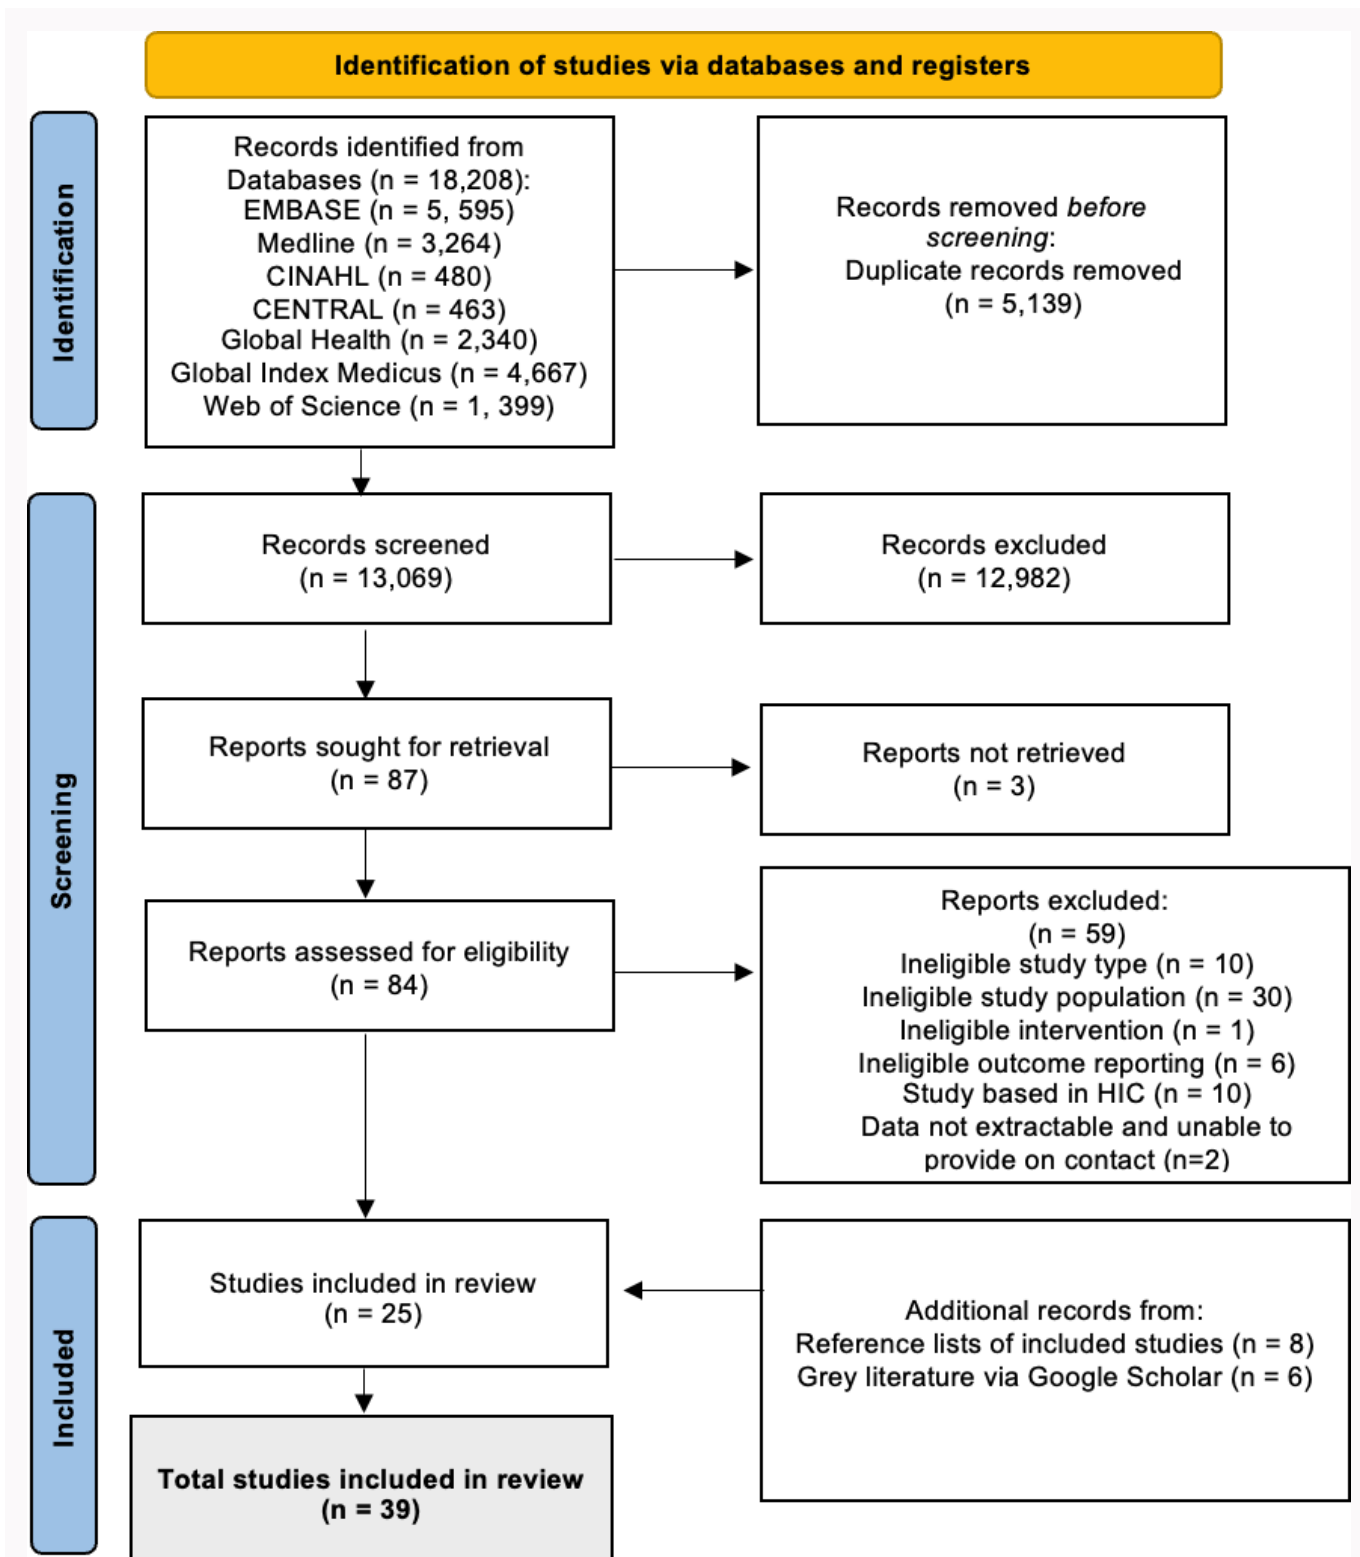 Identification of studies via databases and registers
Identification
Records identified from
Databases (n = 18,208):
EMBASE (n = 5, 595)
Medline (n = 3,264)
CINAHL (n = 480)
CENTRAL (n = 463)
Global Health (n = 2,340)
Global Index Medicus (n = 4,667)
Web of Science (n = 1, 399)
Records removed before
screening:
Duplicate records removed
(n = 5,139)
Screening
Records screened
(n = 13,069)
Records excluded
(n = 12,982)
Reports sought for retrieval
(n = 87)
Reports not retrieved
(n = 3)
Reports assessed for eligibility
(n = 84)
Reports excluded:
(n = 59)
Ineligible study type (n = 10)
Ineligible study population (n = 30)
Ineligible intervention (n = 1)
Ineligible outcome reporting (n = 6)
Study based in HIC (n = 10)
Data not extractable and unable to
provide on contact (n=2)
Included
Studies included in review
(n = 25)
Additional records from:
Reference lists of included studies (n = 8)
Grey literature via Google Scholar (n = 6)
Total studies included in review
(n = 39)